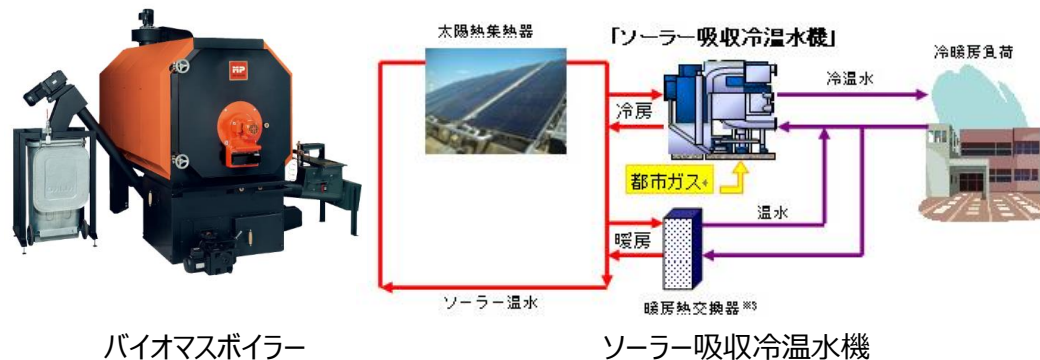 太陽熱集熱器
「ソーラー吸収冷温水機」
冷暖房負荷
冷温水
冷房
都市ガス*
温水
暖房
ソーラー温水
暖房熱交換器※3
HP
バイオマスボイラー
ソーラー吸収冷温水機